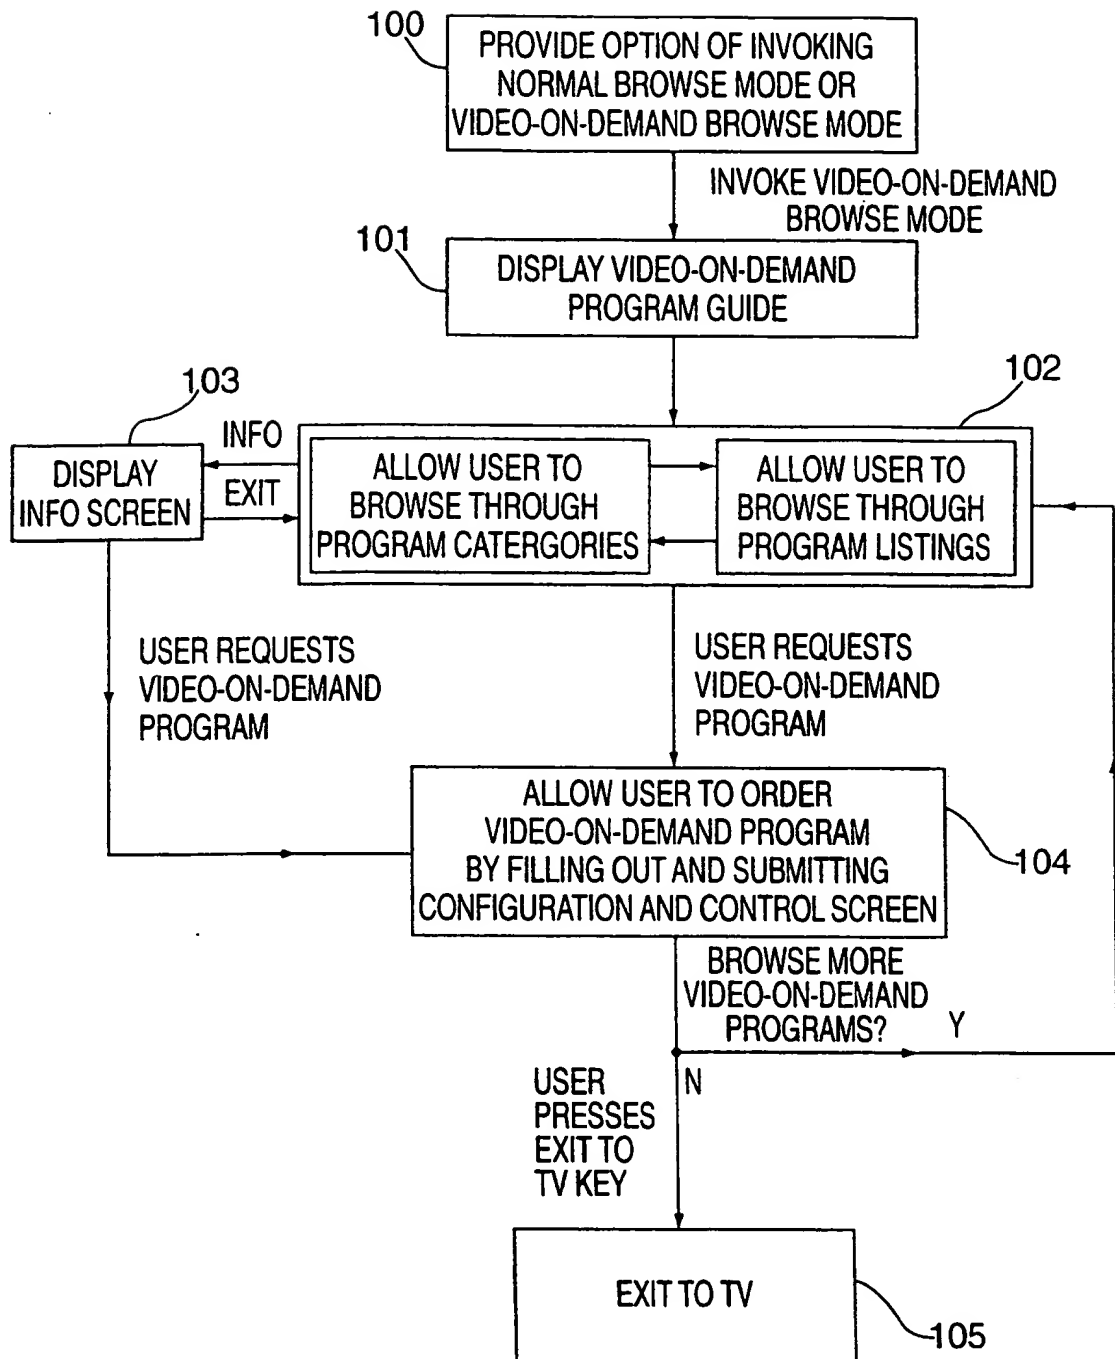 100
PROVIDE OPTION OF INVOKING
NORMAL BROWSE MODE OR
VIDEO-ON-DEMAND BROWSE MODE
INVOKE VIDEO-ON-DEMAND
BROWSE MODE
101
DISPLAY VIDEO-ON-DEMAND
PROGRAM GUIDE
103
102
DISPLAY
INFO SCREEN
INFO
EXIT
ALLOW USER TO
BROWSE THROUGH
PROGRAM CATERGORIES
ALLOW USER TO
BROWSE THROUGH
PROGRAM LISTINGS
USER REQUESTS
VIDEO-ON-DEMAND
PROGRAM
USER REQUESTS
VIDEO-ON-DEMAND
PROGRAM
ALLOW USER TO ORDER
VIDEO-ON-DEMAND PROGRAM
BY FILLING OUT AND SUBMITTING
CONFIGURATION AND CONTROL SCREEN
104
BROWSE MORE
VIDEO-ON-DEMAND
PROGRAMS?
Y
N
USER
PRESSES
EXIT TO
TV KEY
EXIT TO TV
105